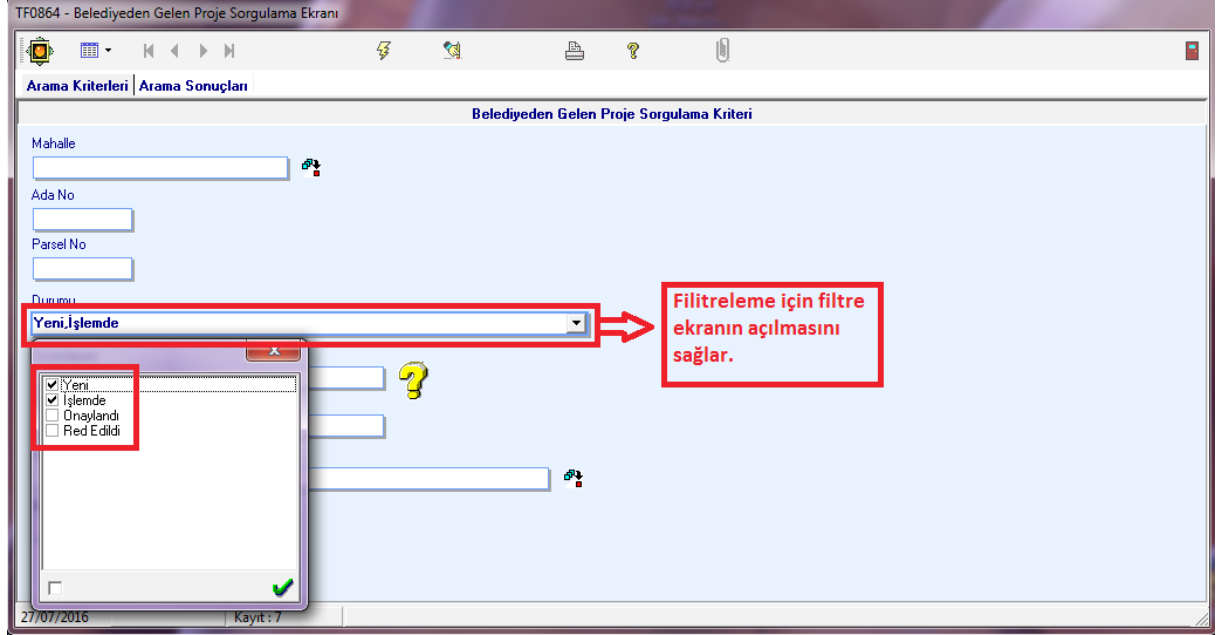 TF0864 - Belediyeden Gelen Proje Sorgulama Ekranı
Arama Kriterleri Arama Sonuçları
Belediyeden Gelen Proje Sorgulama Kriteri
Mahalle
Ada No
Parsel No
Durumu
Yeni,İşlemde
Filitreleme için filtre
ekranın açılmasını
sağlar.
Yeni
İşlemde
Onaylandı
Red Edildi
27/07/2016 Kayıt : 7